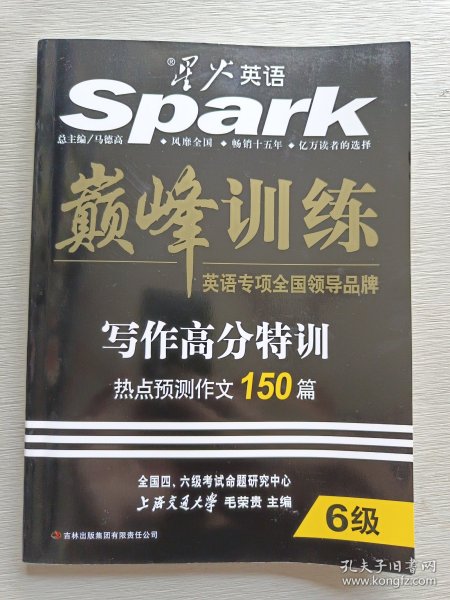 ®星火英语
Spark
总主编/马德高
◆风靡全国 ◆畅销十五年 ◆亿万读者的选择
巅峰训练
英语专项全国领导品牌
写作高分特训
热点预测作文150篇
全国四、六级考试命题研究中心
上海交通大学 毛荣贵 主编
6级
吉林出版集团有限责任公司
孔夫子旧书网
www.kongfz.com